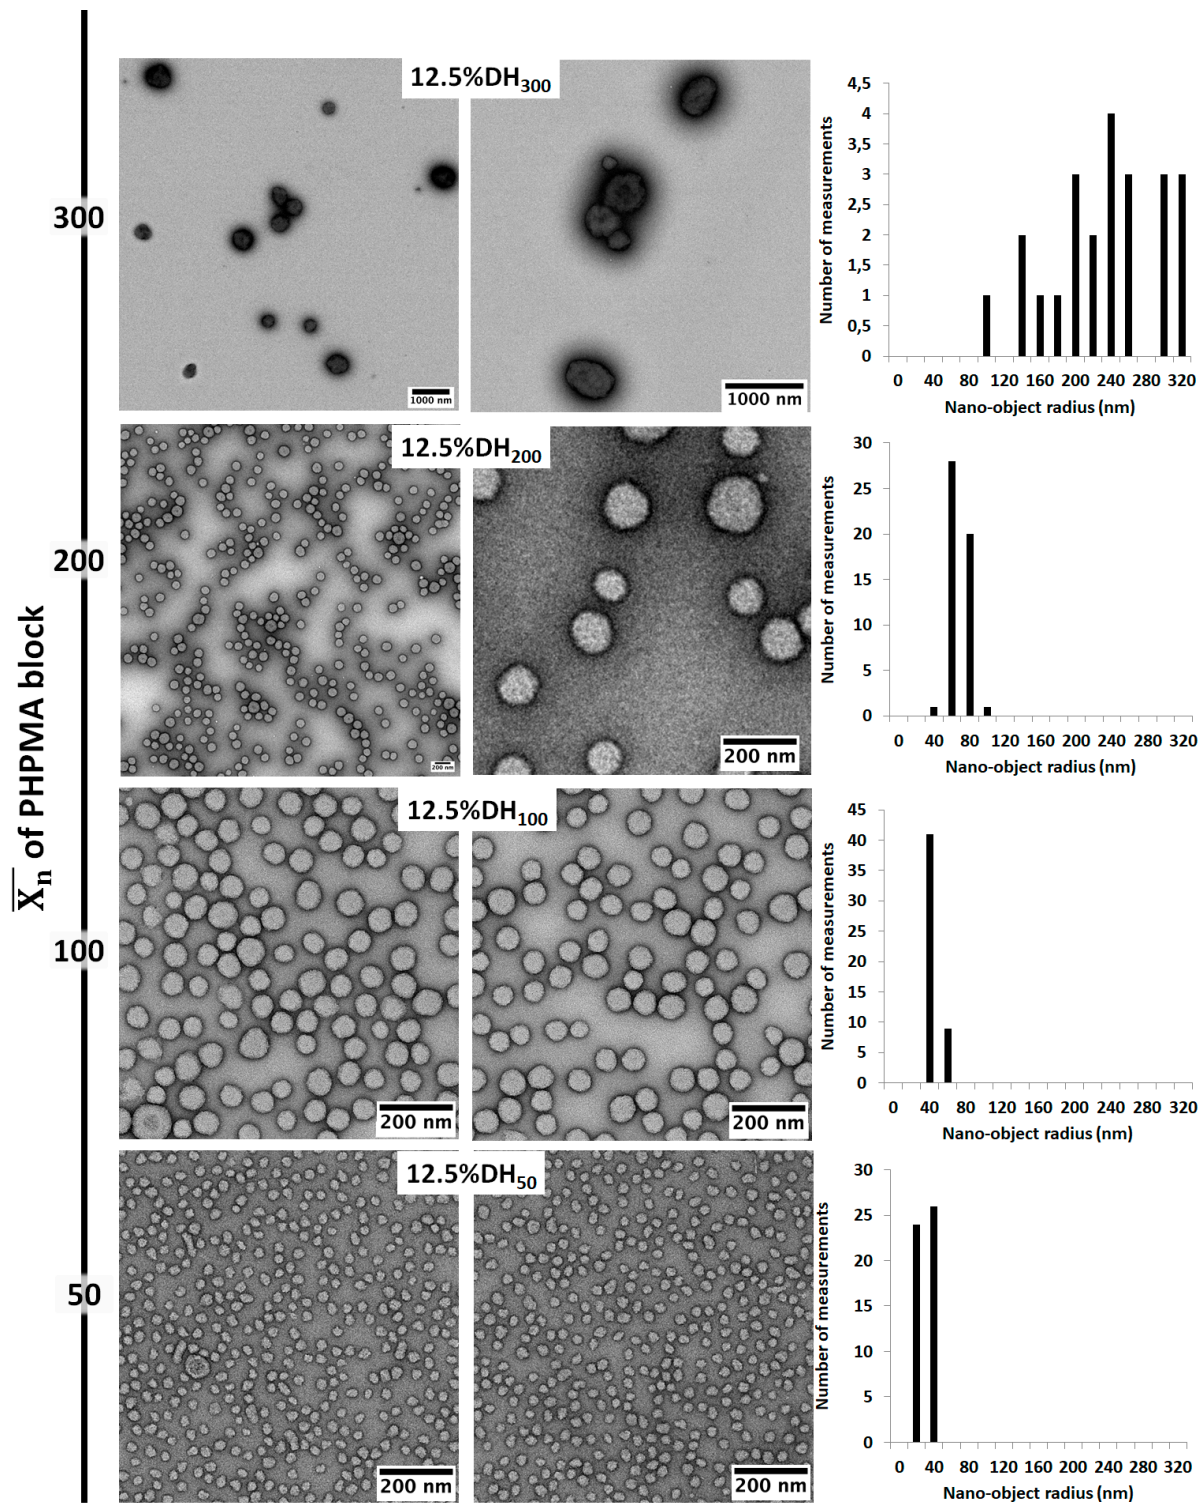 X̄n of PHPMA block
300
12.5%DH300
1000 nm
1000 nm
Number of measurements
4,5
4
3,5
3
2,5
2
1,5
1
0,5
0
0 40 80 120 160 200 240 280 320
Nano-object radius (nm)
200
12.5%DH200
200 nm
200 nm
Number of measurements
30
25
20
15
10
5
0
0 40 80 120 160 200 240 280 320
Nano-object radius (nm)
100
12.5%DH100
200 nm
200 nm
Number of measurements
45
40
35
30
25
20
15
10
5
0
0 40 80 120 160 200 240 280 320
Nano-object radius (nm)
50
12.5%DH50
200 nm
200 nm
Number of measurements
30
25
20
15
10
5
0
0 40 80 120 160 200 240 280 320
Nano-object radius (nm)